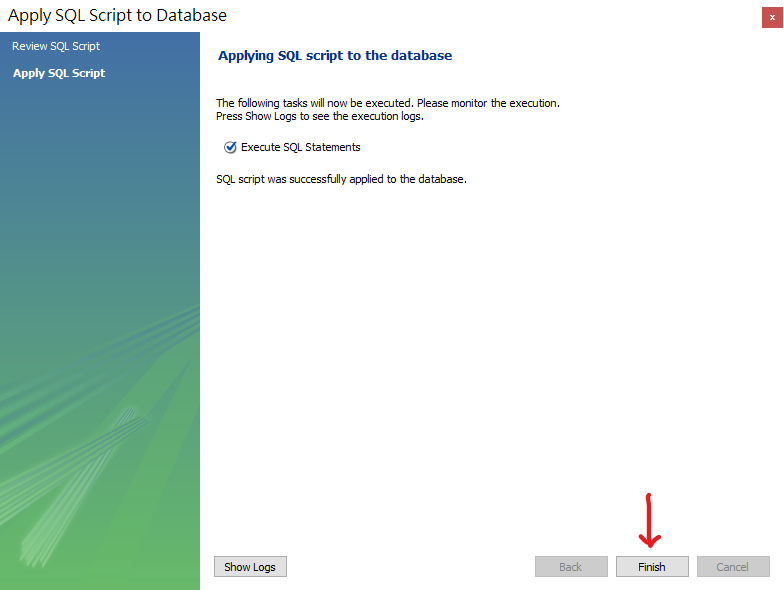 Apply SQL Script to Database
x
Review SQL Script
Apply SQL Script
Applying SQL script to the database
The following tasks will now be executed. Please monitor the execution.
Press Show Logs to see the execution logs.
Execute SQL Statements
SQL script was successfully applied to the database.
Show Logs
Back
Finish
Cancel